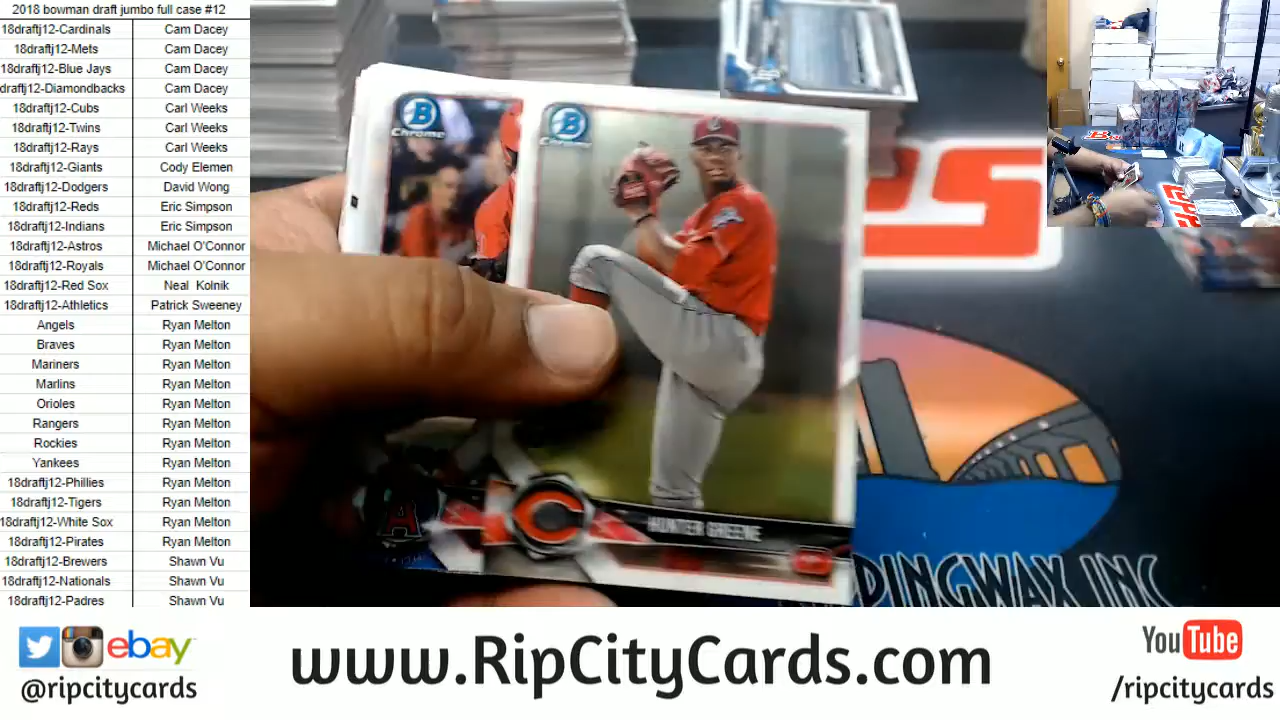 2018 bowman draft jumbo full case #12
18draftj12-Cardinals Cam Dacey
18draftj12-Mets Cam Dacey
18draftj12-Blue Jays Cam Dacey
draftj12-Diamondbacks Cam Dacey
18draftj12-Cubs Carl Weeks
18draftj12-Twins Carl Weeks
18draftj12-Rays Carl Weeks
18draftj12-Giants Cody Elemen
18draftj12-Dodgers David Wong
18draftj12-Reds Eric Simpson
18draftj12-Indians Eric Simpson
18draftj12-Astros Michael O'Connor
18draftj12-Royals Michael O'Connor
18draftj12-Red Sox Neal Kolnik
18draftj12-Athletics Patrick Sweeney
Angels Ryan Melton
Braves Ryan Melton
Mariners Ryan Melton
Marlins Ryan Melton
Orioles Ryan Melton
Rangers Ryan Melton
Rockies Ryan Melton
Yankees Ryan Melton
18draftj12-Phillies Ryan Melton
18draftj12-Tigers Ryan Melton
18draftj12-White Sox Ryan Melton
18draftj12-Pirates Ryan Melton
18draftj12-Brewers Shawn Vu
18draftj12-Nationals Shawn Vu
18draftj12-Padres Shawn Vu
B Chrome
B Chrome
C
HUNTER GREENE
A
PPS
PPINGWAX INC
ebay
@ripcitycards
www.RipCityCards.com
YouTube
/ripcitycards